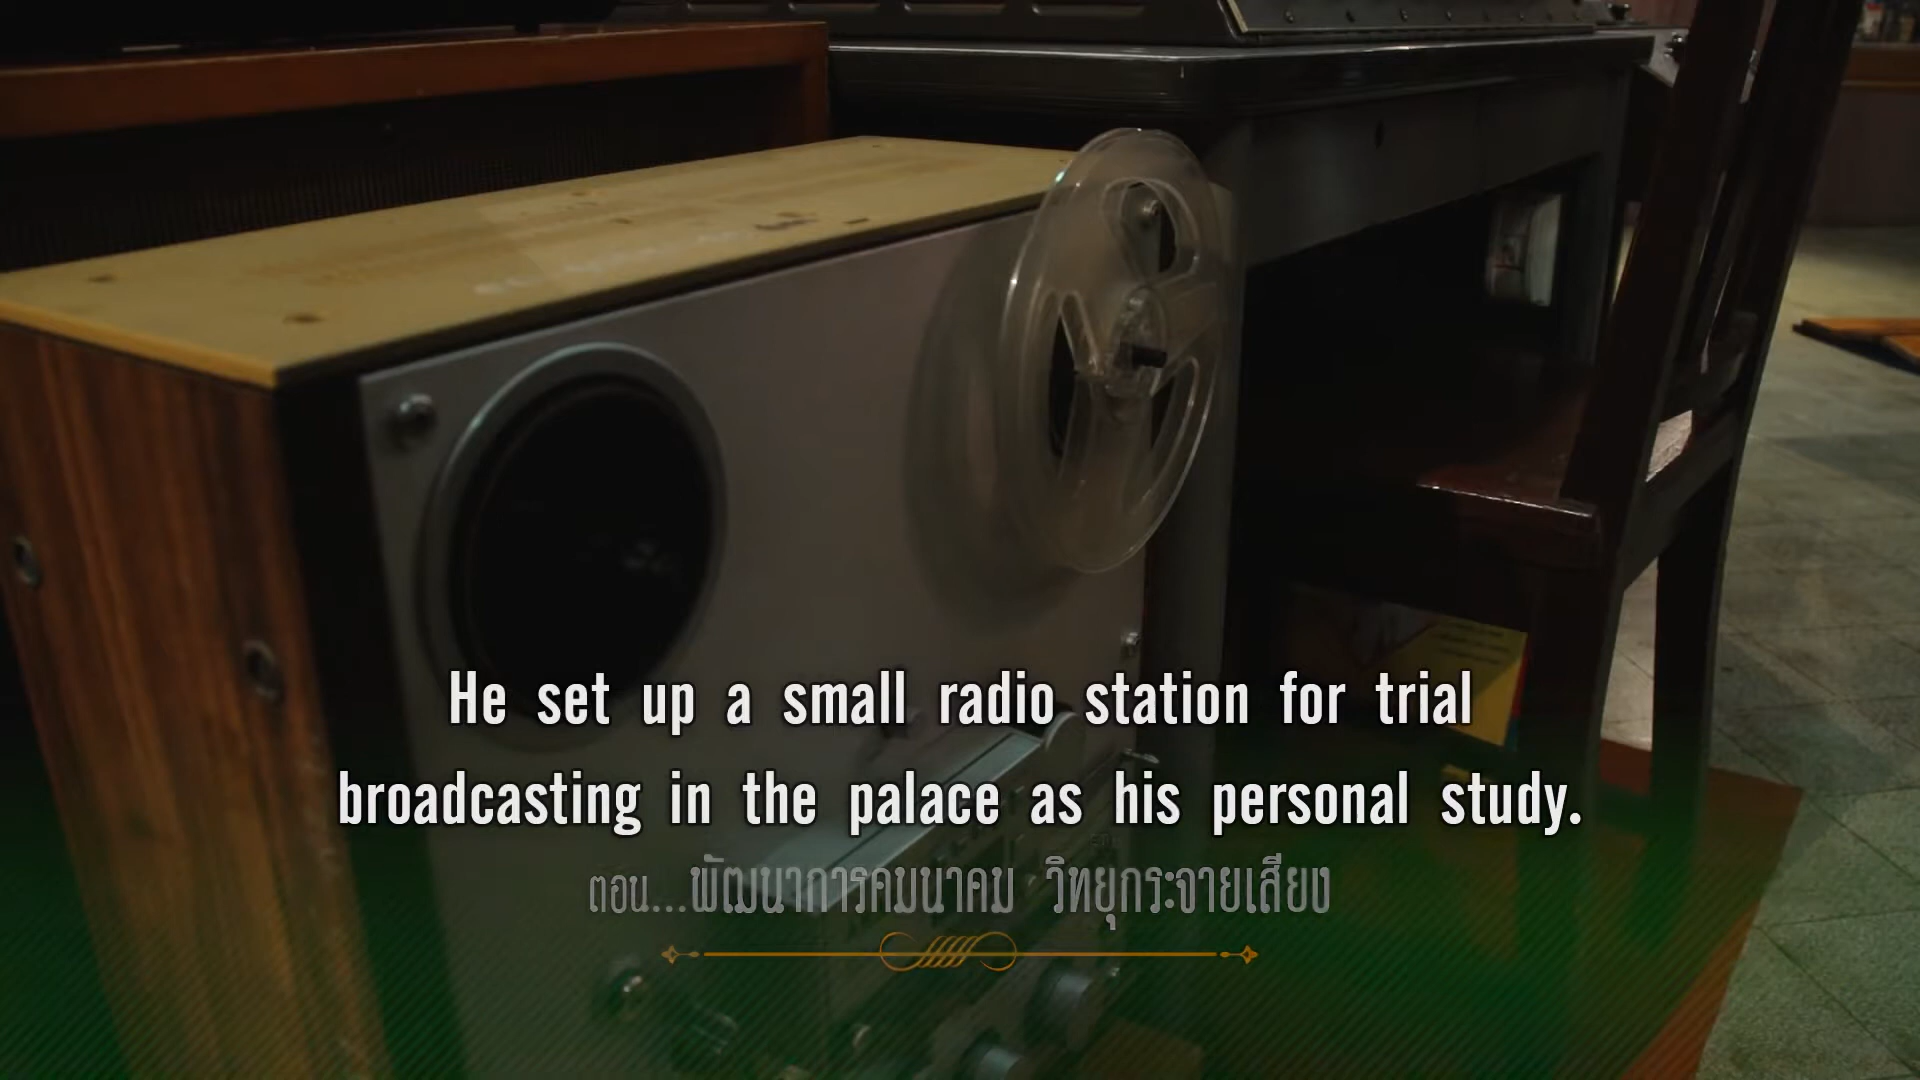 He set up a small radio station for trial
broadcasting in the palace as his personal study.
ตอน...พัฒนาการคมนาคม วิทยุกระจายเสียง